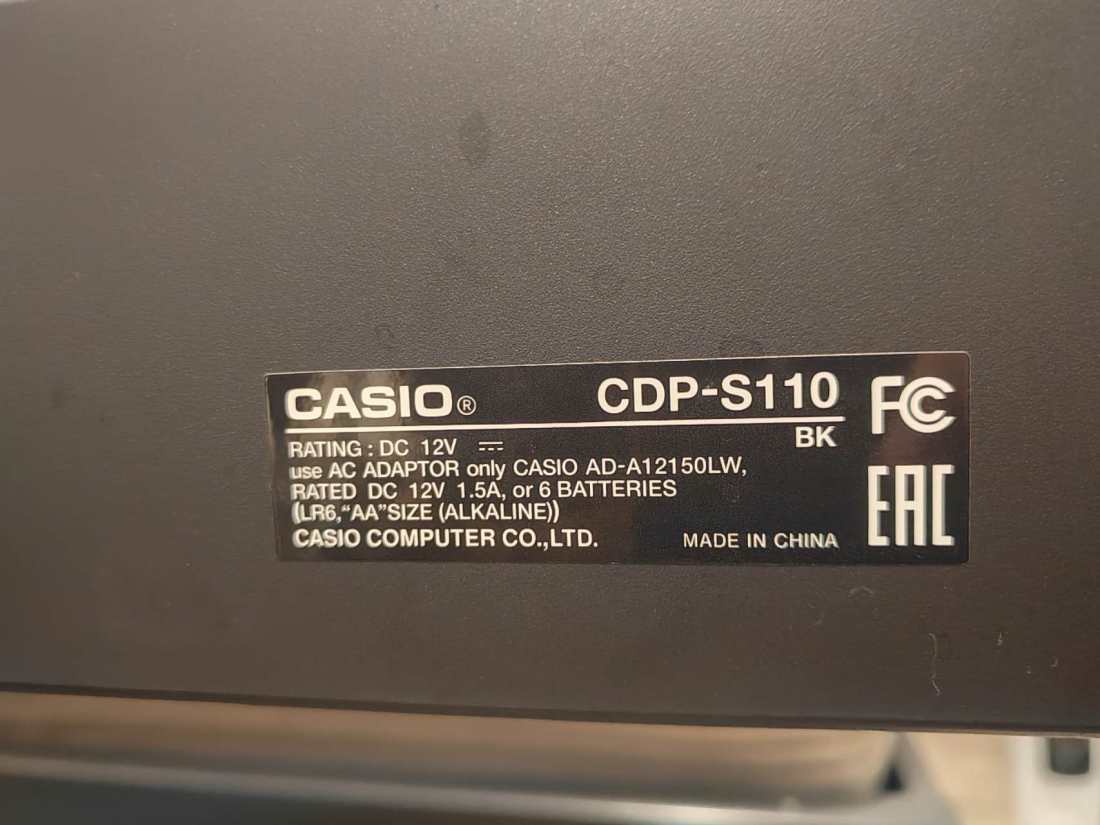 CASIO® CDP-S110
BK
RATING : DC 12V ⎓
use AC ADAPTOR only CASIO AD-A12150LW,
RATED DC 12V 1.5A, or 6 BATTERIES
(LR6,“AA”SIZE (ALKALINE))
CASIO COMPUTER CO.,LTD. MADE IN CHINA
FC
EAC